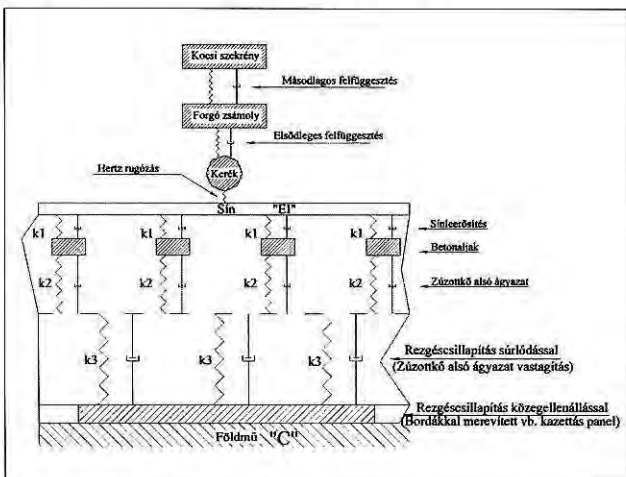 Kocsi szekrény
Másodlagos felfüggesztés
Forgó zsámoly
Elsődleges felfüggesztés
Kerék
Hertz rugózás
Sín "EI"
k1 k1 k1 k1 Sínleerősítés
Betonaljak
k2 k2 k2 k2 Zúzottkő alsó ágyazat
k3 k3 k3
Rezgéscsillapítás súrlódással
(Zúzottkő alsó ágyazat vastagítás)
Rezgéscsillapítás közegellenállással
(Bordákkal merevített vb. kazettás panel)
Földmű "C"